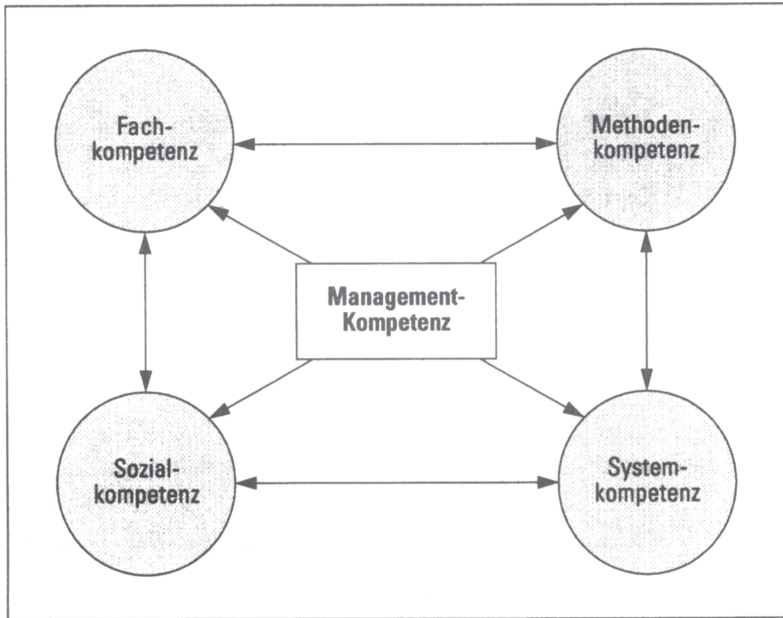 Fach-
kompetenz
Methoden-
kompetenz
Management-
Kompetenz
Sozial-
kompetenz
System-
kompetenz